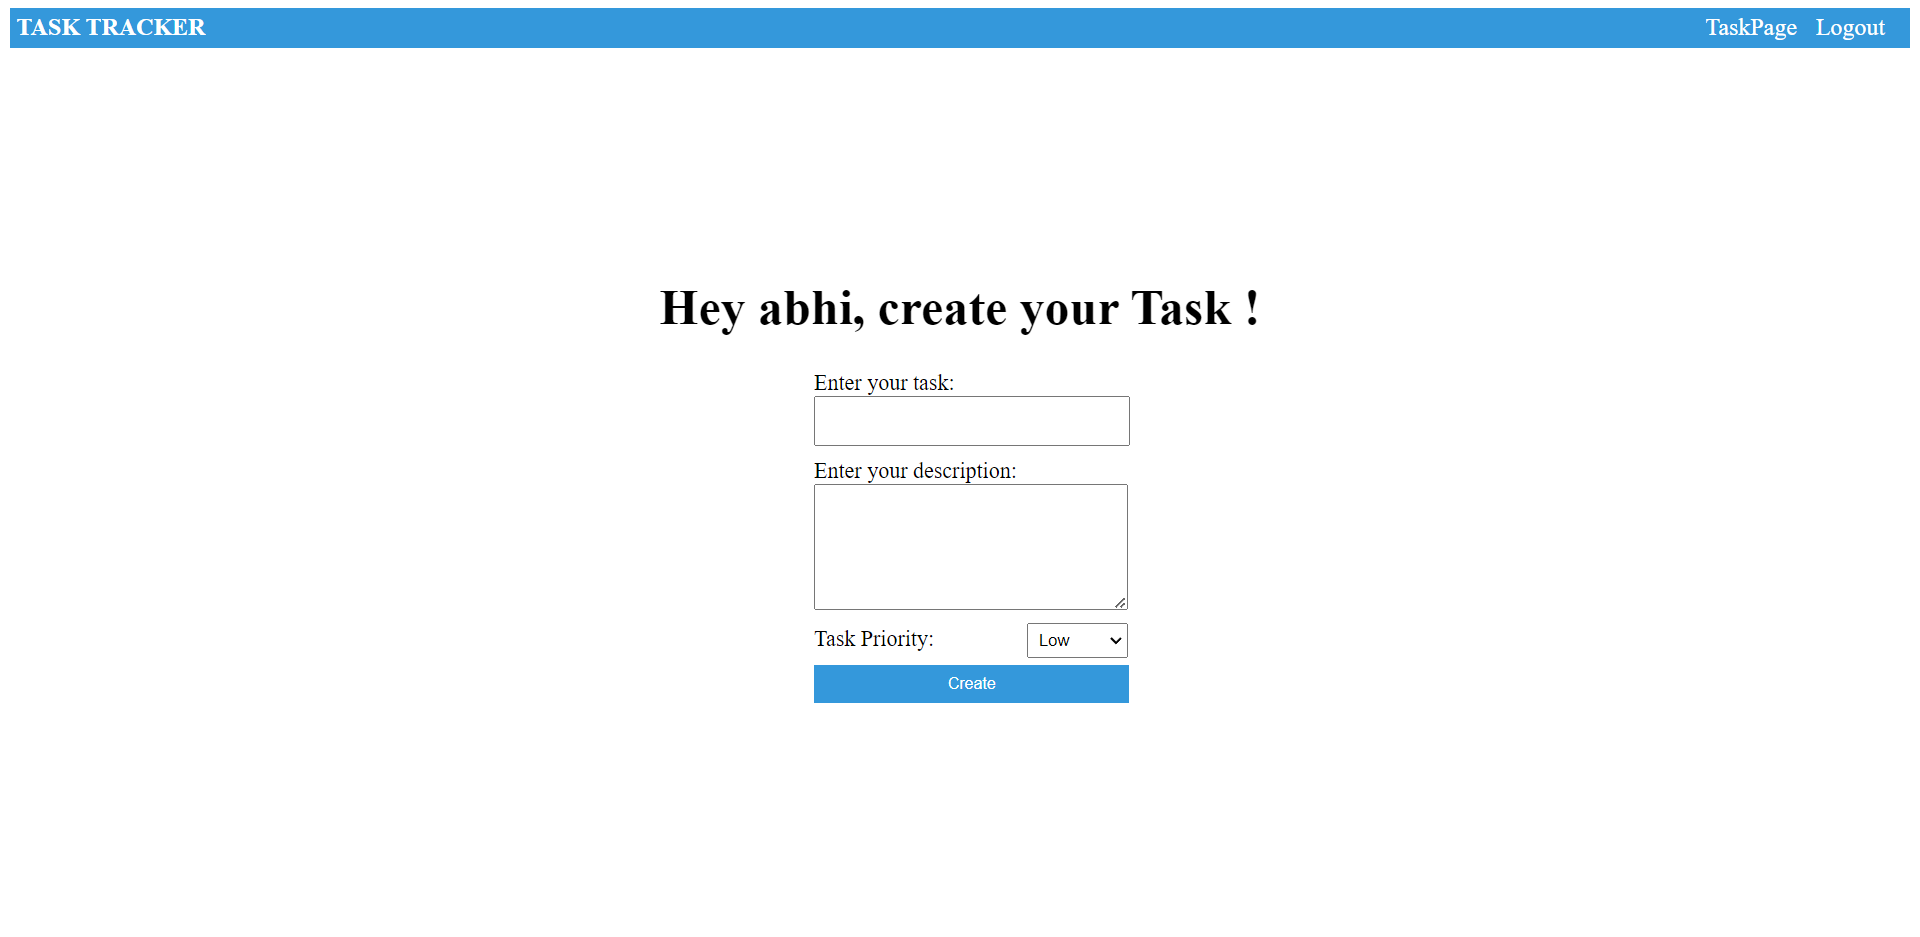 TASK TRACKER TaskPage Logout
Hey abhi, create your Task !
Enter your task:
Enter your description:
Task Priority: Low
Create